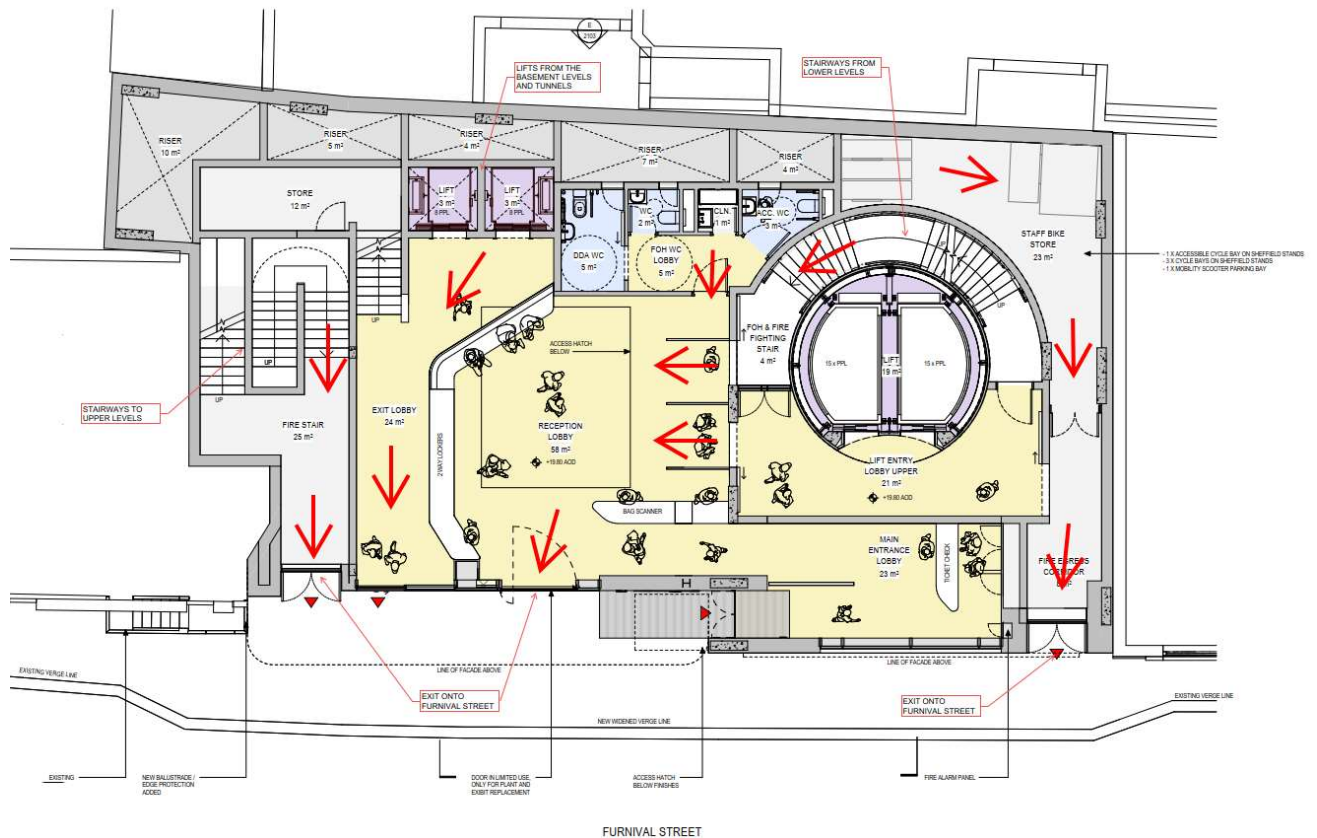 E
2103
LIFTS FROM THE
BASEMENT LEVELS
AND TUNNELS
STAIRWAYS FROM
LOWER LEVELS
RISER
10 m²
RISER
5 m²
RISER
4 m²
RISER
7 m²
RISER
4 m²
STORE
12 m²
LIFT
3 m²
8 PPL
LIFT
3 m²
8 PPL
WC
2 m²
CLN.
1 m²
ACC. WC
3 m²
DDA WC
5 m²
FOH WC
LOBBY
5 m²
STAFF BIKE
STORE
23 m²
- 1 X ACCESSIBLE CYCLE BAY ON SHEFFIELD STANDS
- 3 X CYCLE BAYS ON SHEFFIELD STANDS
- 1 X MOBILITY SCOOTER PARKING BAY
UP
UP
UP
UP
UP
UP
ACCESS HATCH
BELOW
FOH & FIRE
FIGHTING
STAIR
4 m²
15 x PPL
LIFT
19 m²
15 x PPL
STAIRWAYS TO
UPPER LEVELS
FIRE STAIR
25 m²
EXIT LOBBY
24 m²
2 WAY LOCKERS
RECEPTION
LOBBY
58 m²
+19.80 AOD
LIFT ENTRY
LOBBY UPPER
21 m²
+19.80 AOD
BAG SCANNER
MAIN
ENTRANCE
LOBBY
23 m²
TICKET CHECK
FIRE EGRESS
CORRIDOR
H
LINE OF FACADE ABOVE
LINE OF FACADE ABOVE
EXIT ONTO
FURNIVAL STREET
EXIT ONTO
FURNIVAL STREET
EXISTING VERGE LINE
EXISTING VERGE LINE
NEW WIDENED VERGE LINE
EXISTING
NEW BALUSTRADE /
EDGE PROTECTION
ADDED
DOOR IN LIMITED USE,
ONLY FOR PLANT AND
EXIBIT REPLACEMENT
ACCESS HATCH
BELOW FINISHES
FIRE ALARM PANEL
FURNIVAL STREET